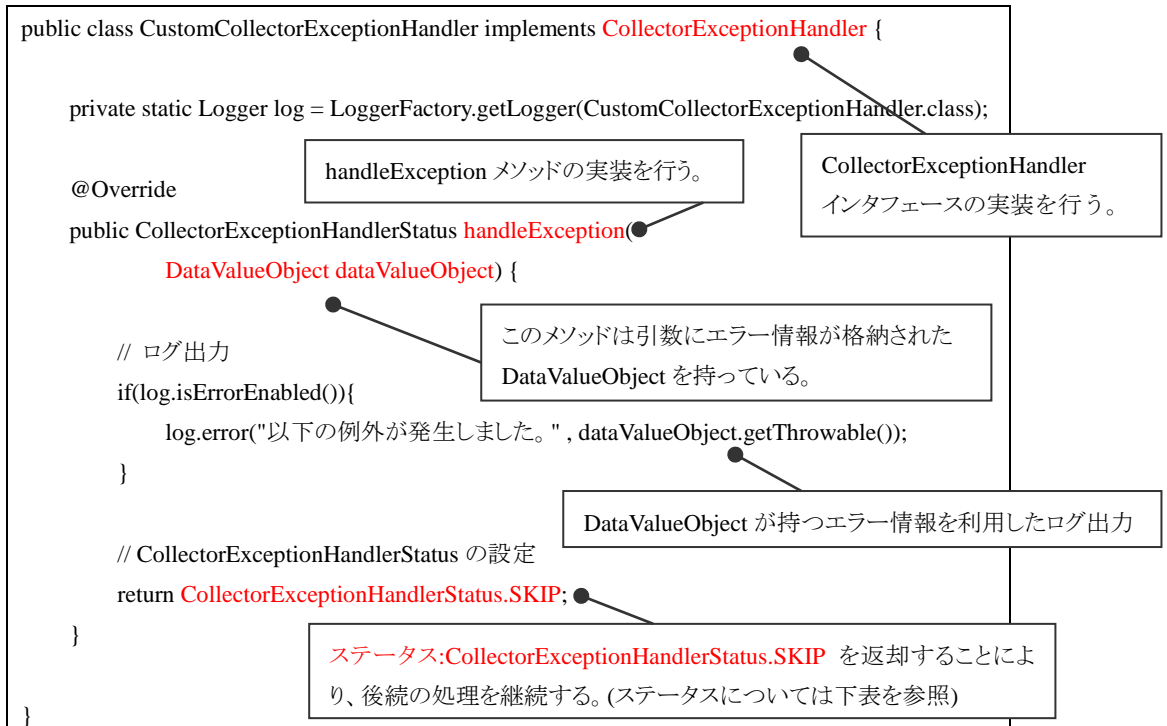 public class CustomCollectorExceptionHandler implements CollectorExceptionHandler {
private static Logger log = LoggerFactory.getLogger(CustomCollectorExceptionHandler.class);
handleException メソッドの実装を行う。
CollectorExceptionHandler
インタフェースの実装を行う。
@Override
public CollectorExceptionHandlerStatus handleException(
DataValueObject dataValueObject) {
このメソッドは引数にエラー情報が格納された
DataValueObject を持っている。
// ログ出力
if(log.isErrorEnabled()){
log.error("以下の例外が発生しました。" , dataValueObject.getThrowable());
}
DataValueObject が持つエラー情報を利用したログ出力
// CollectorExceptionHandlerStatus の設定
return CollectorExceptionHandlerStatus.SKIP;
}
ステータス:CollectorExceptionHandlerStatus.SKIP を返却することによ
り、後続の処理を継続する。(ステータスについては下表を参照)
}